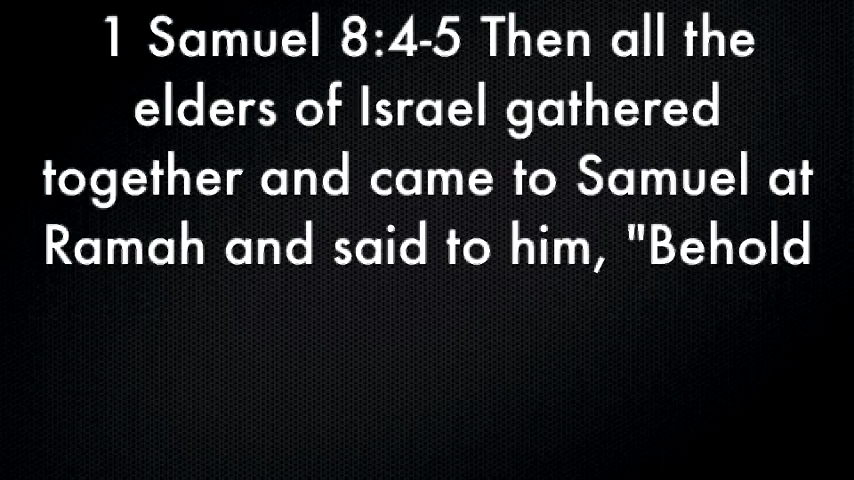 1 Samuel 8:4-5 Then all the
elders of Israel gathered
together and came to Samuel at
Ramah and said to him, "Behold